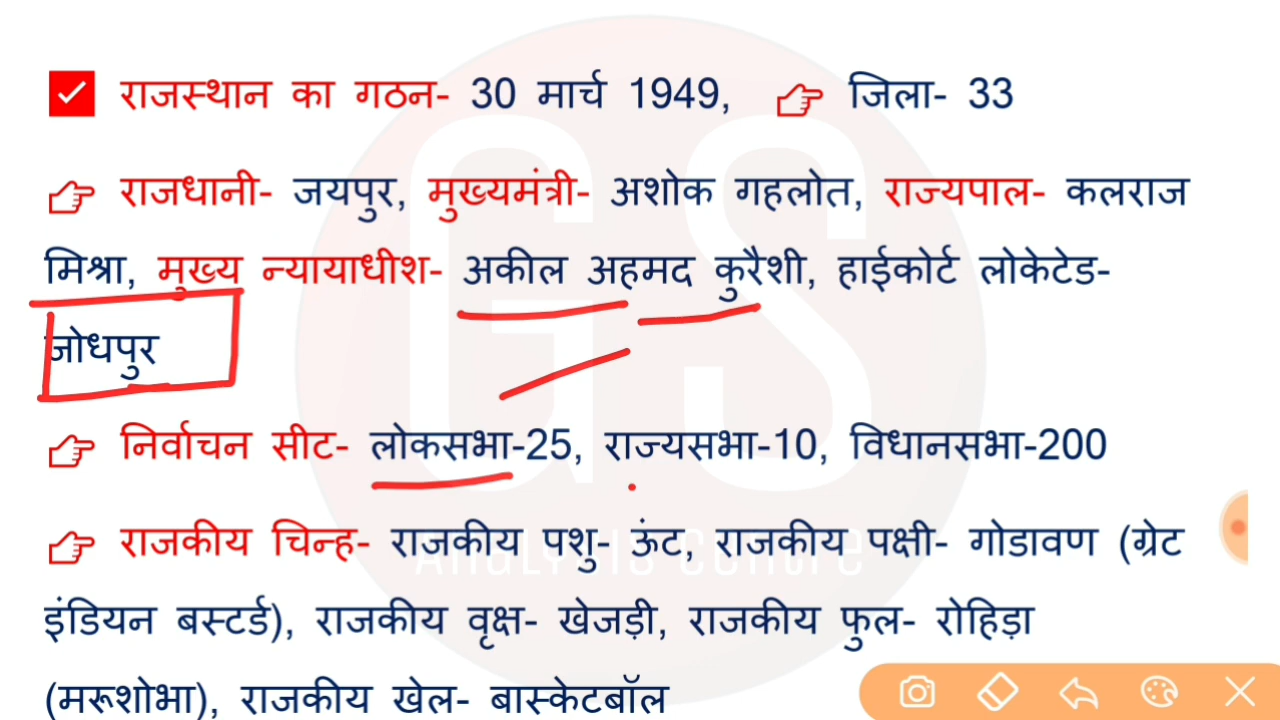 राजस्थान का गठन- 30 मार्च 1949, जिला- 33
राजधानी- जयपुर, मुख्यमंत्री- अशोक गहलोत, राज्यपाल- कलराज
मिश्रा, मुख्य न्यायाधीश- अकील अहमद कुरैशी, हाईकोर्ट लोकेटेड-
जोधपुर
निर्वाचन सीट- लोकसभा-25, राज्यसभा-10, विधानसभा-200
राजकीय चिन्ह- राजकीय पशु- ऊंट, राजकीय पक्षी- गोडावण (ग्रेट
इंडियन बस्टर्ड), राजकीय वृक्ष- खेजड़ी, राजकीय फुल- रोहिड़ा
(मरूशोभा), राजकीय खेल- बास्केटबॉल
GS